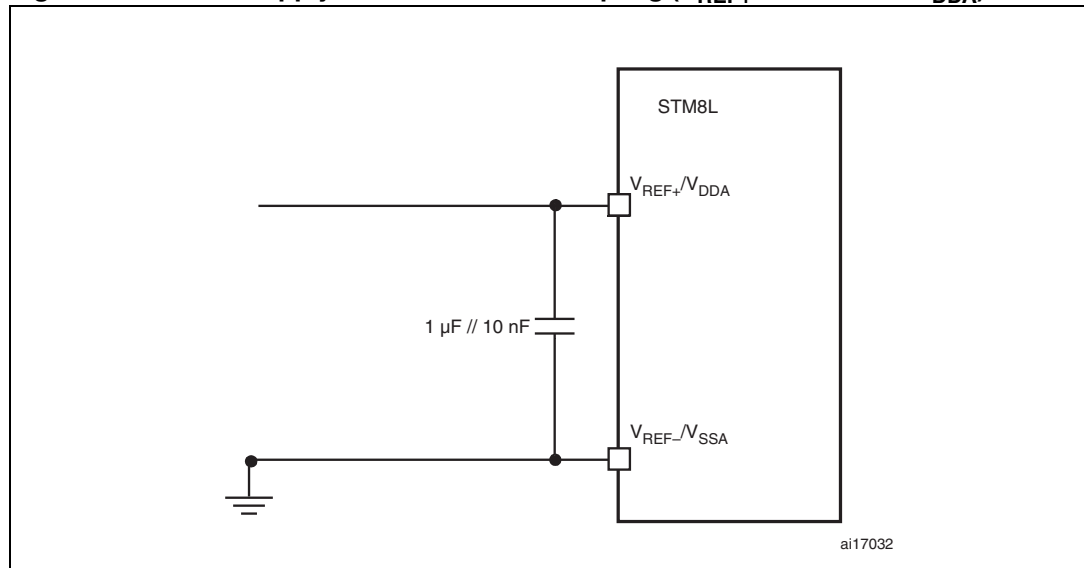 STM8L
VREF+/VDDA
1 µF // 10 nF
VREF–/VSSA
ai17032